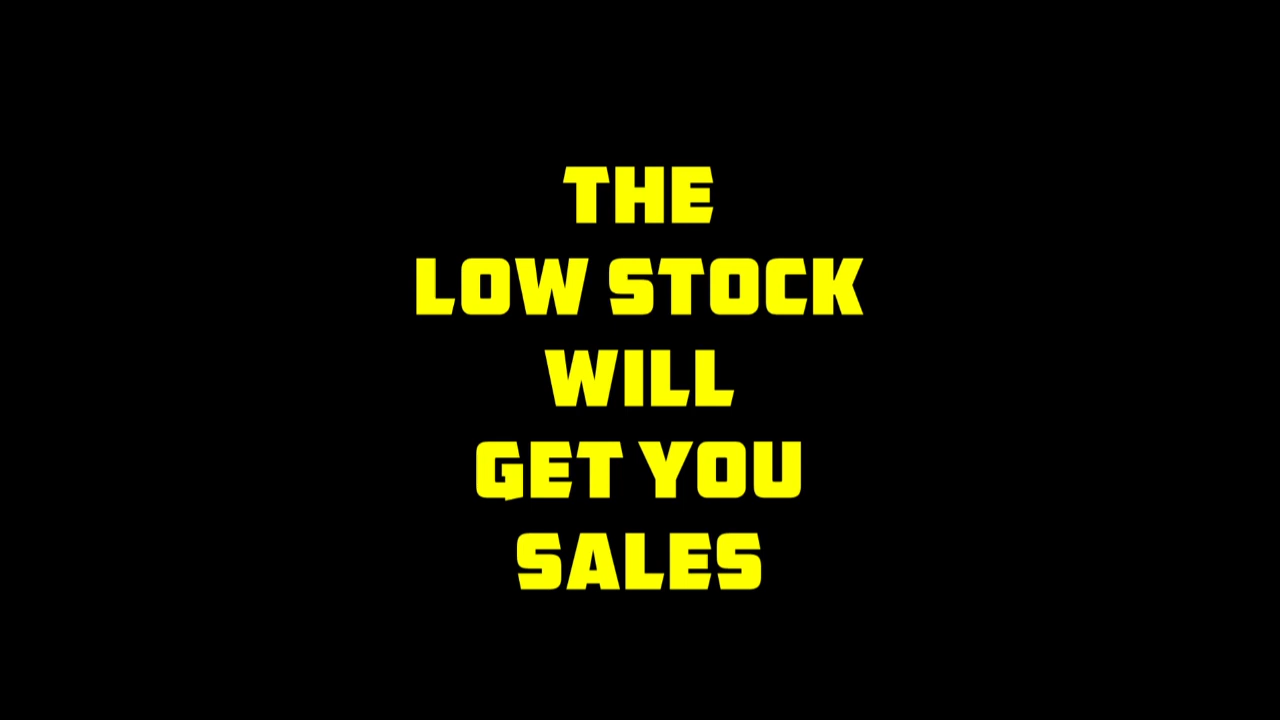 THE
LOW STOCK
WILL
GET YOU
SALES